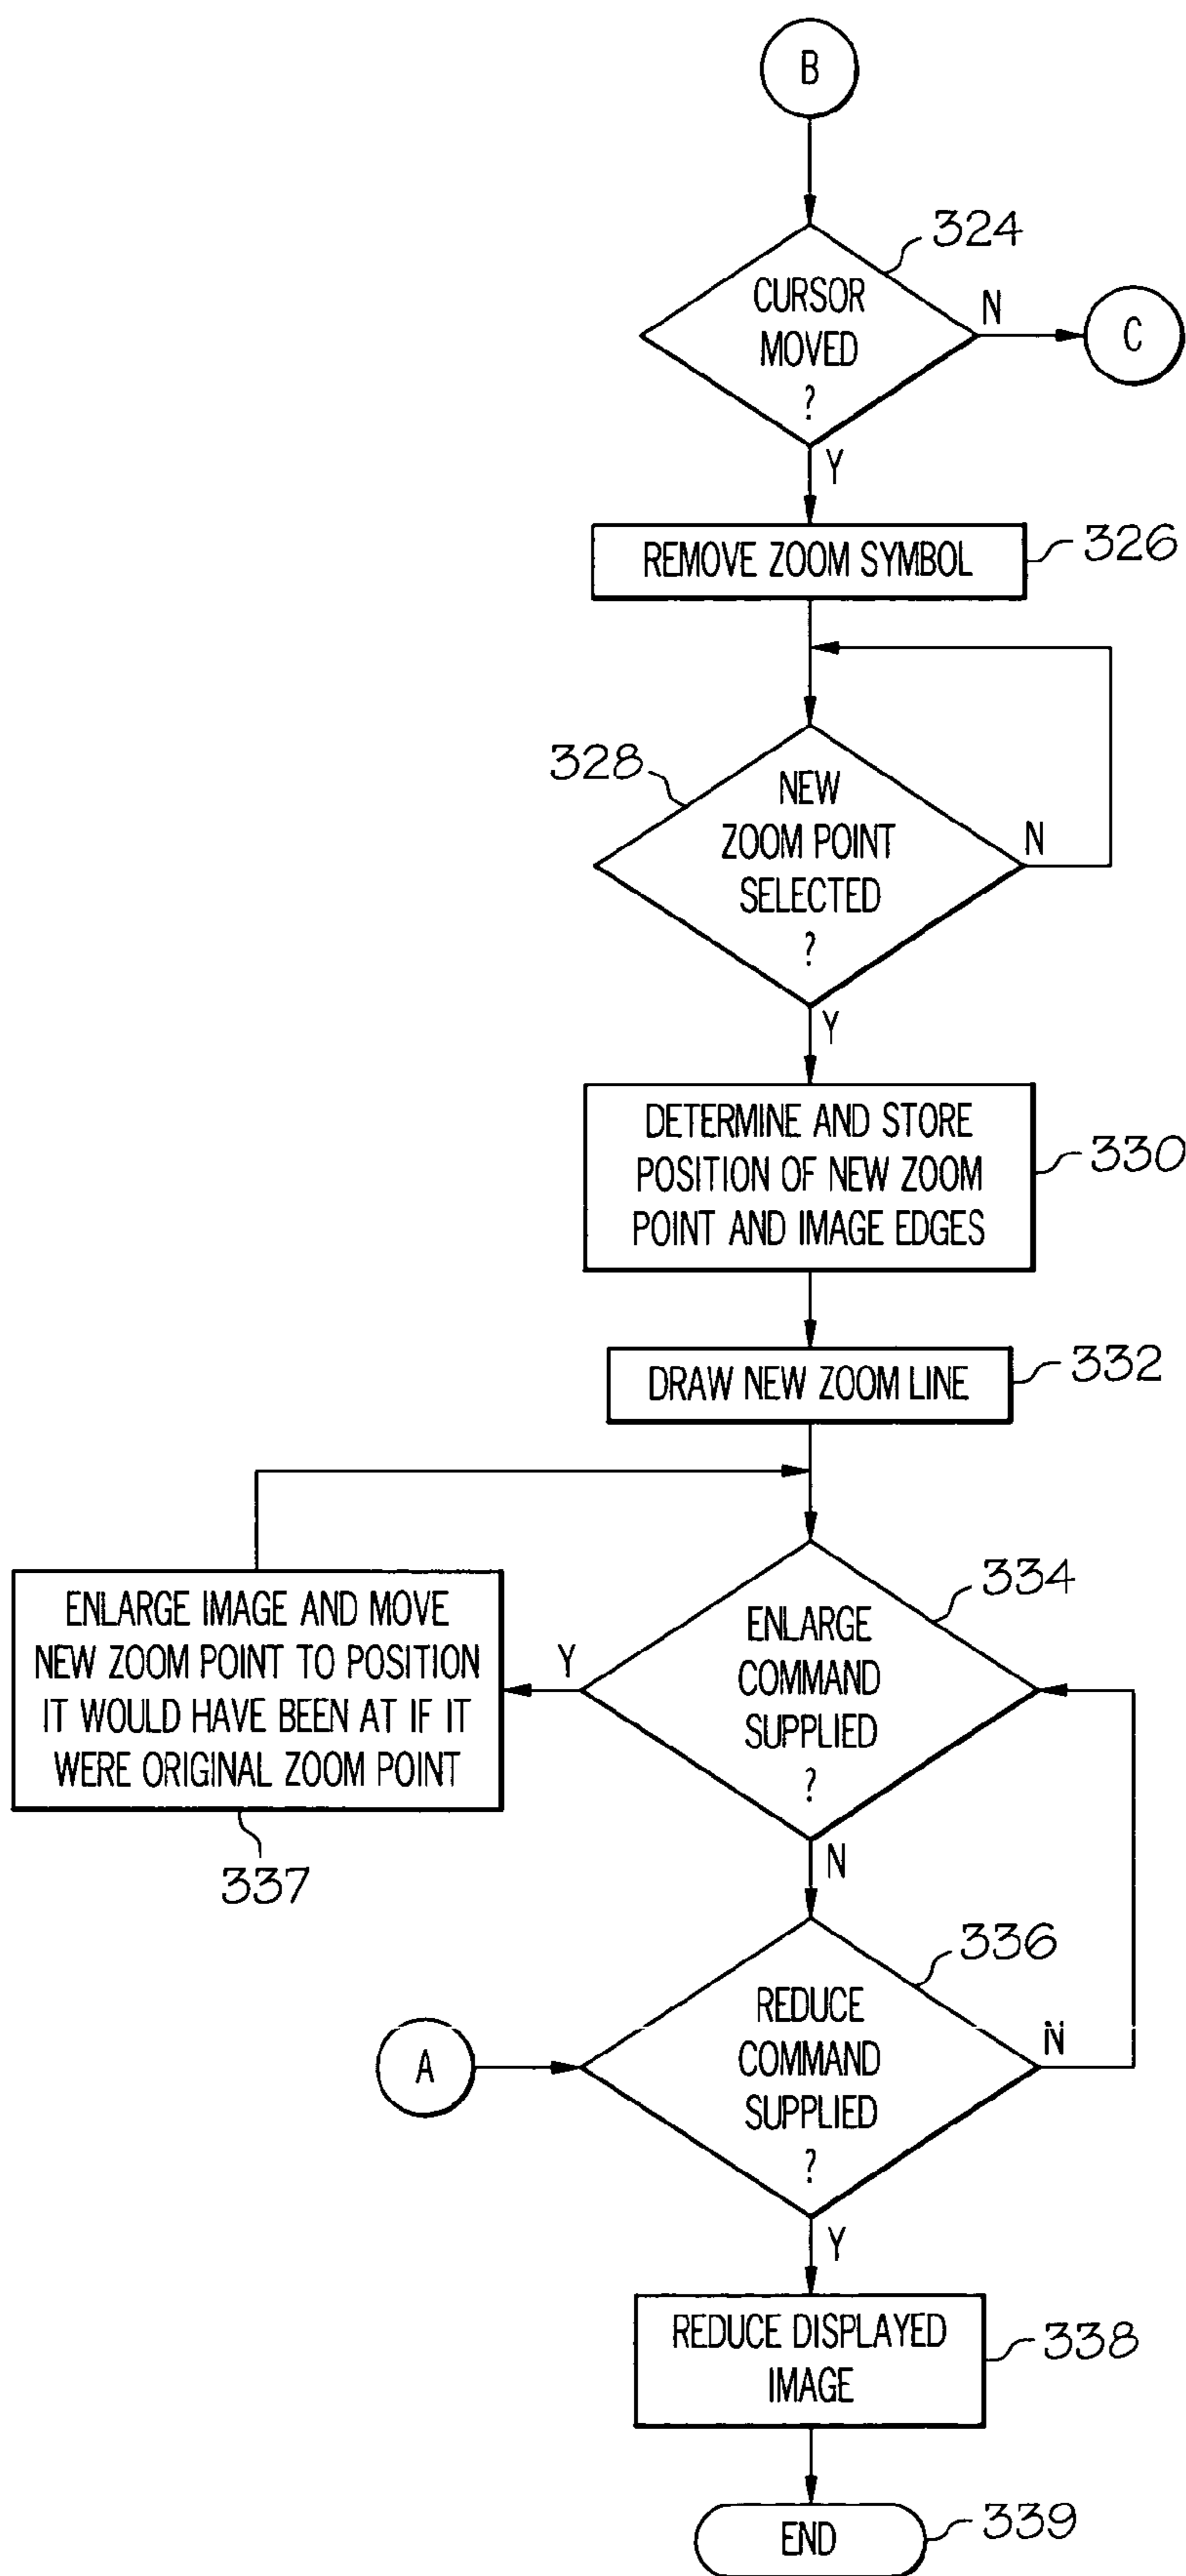 B
324
CURSOR
MOVED
?
N
C
Y
REMOVE ZOOM SYMBOL
326
328
NEW
ZOOM POINT
SELECTED
?
N
Y
DETERMINE AND STORE
POSITION OF NEW ZOOM
POINT AND IMAGE EDGES
330
DRAW NEW ZOOM LINE
332
334
ENLARGE
COMMAND
SUPPLIED
?
Y
ENLARGE IMAGE AND MOVE
NEW ZOOM POINT TO POSITION
IT WOULD HAVE BEEN AT IF IT
WERE ORIGINAL ZOOM POINT
337
N
336
A
REDUCE
COMMAND
SUPPLIED
?
N
Y
REDUCE DISPLAYED
IMAGE
338
END
339